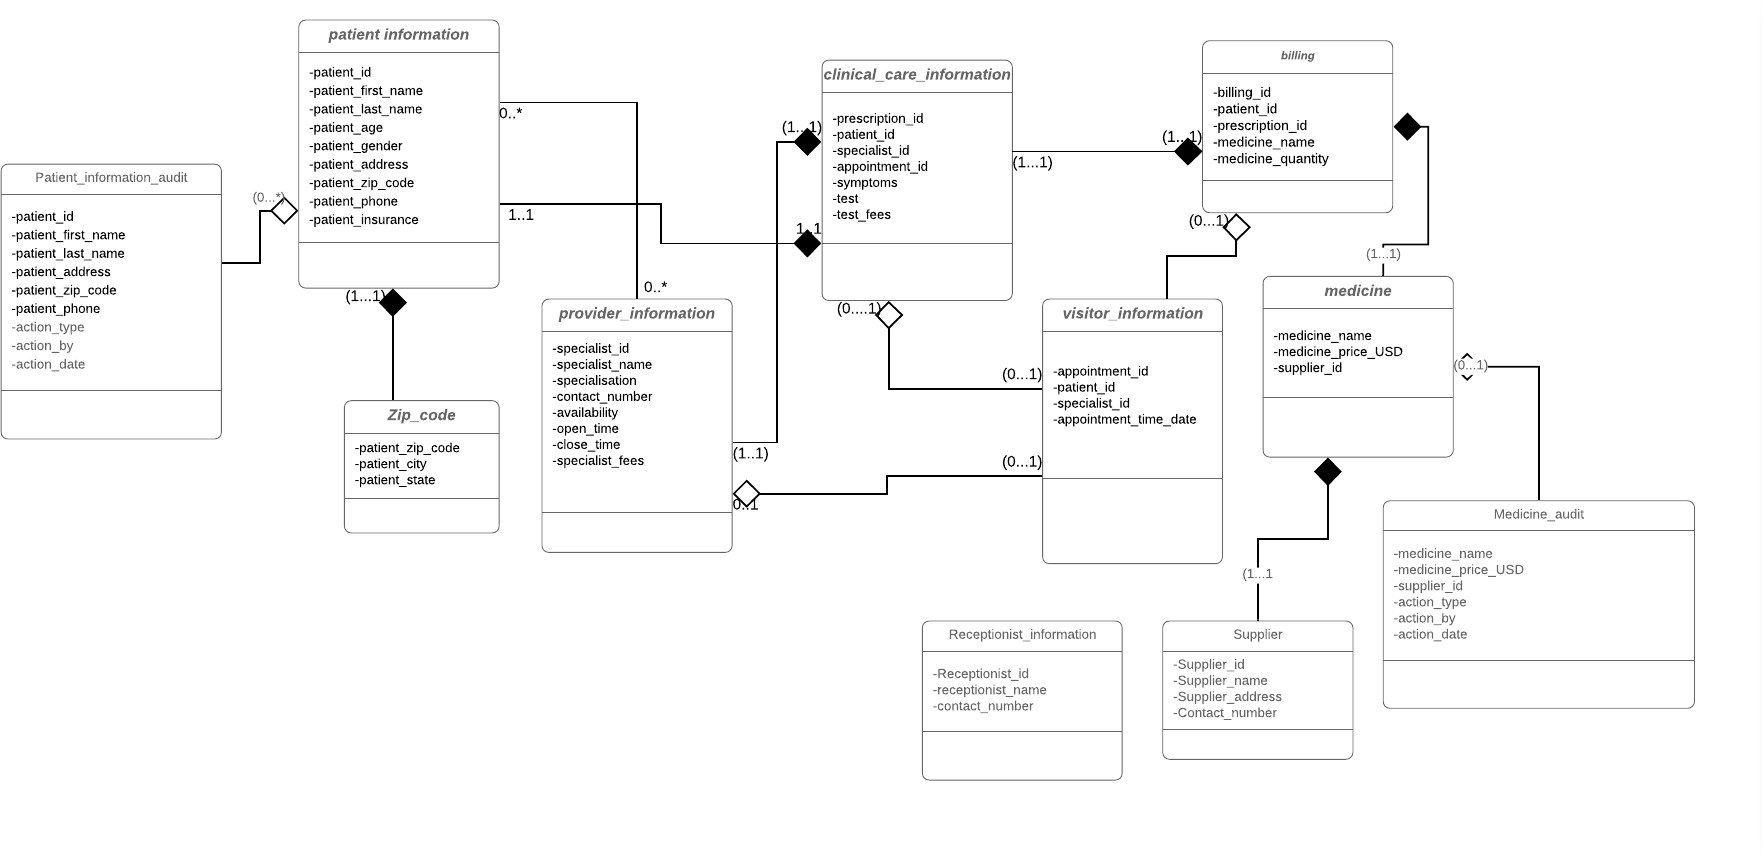 patient information
-patient_id
-patient_first_name
-patient_last_name
-patient_age
-patient_gender
-patient_address
-patient_zip_code
-patient_phone
-patient_insurance
Patient_information_audit
-patient_id
-patient_first_name
-patient_last_name
-patient_address
-patient_zip_code
-patient_phone
-action_type
-action_by
-action_date
(0...*)
(1...1)
Zip_code
-patient_zip_code
-patient_city
-patient_state
0..*
1..1
0..*
provider_information
-specialist_id
-specialist_name
-specialisation
-contact_number
-availability
-open_time
-close_time
-specialist_fees
(1...1)
1..1
(1..1)
0..1
clinical_care_information
-prescription_id
-patient_id
-specialist_id
-appointment_id
-symptoms
-test
-test_fees
(0....1)
(1...1)
(1...1)
(0...1)
(0...1)
billing
-billing_id
-patient_id
-prescription_id
-medicine_name
-medicine_quantity
(0...1)
(1...1)
visitor_information
-appointment_id
-patient_id
-specialist_id
-appointment_time_date
medicine
-medicine_name
-medicine_price_USD
-supplier_id
(0...1)
(1...1
Medicine_audit
-medicine_name
-medicine_price_USD
-supplier_id
-action_type
-action_by
-action_date
Receptionist_information
-Receptionist_id
-receptionist_name
-contact_number
Supplier
-Supplier_id
-Supplier_name
-Supplier_address
-Contact_number